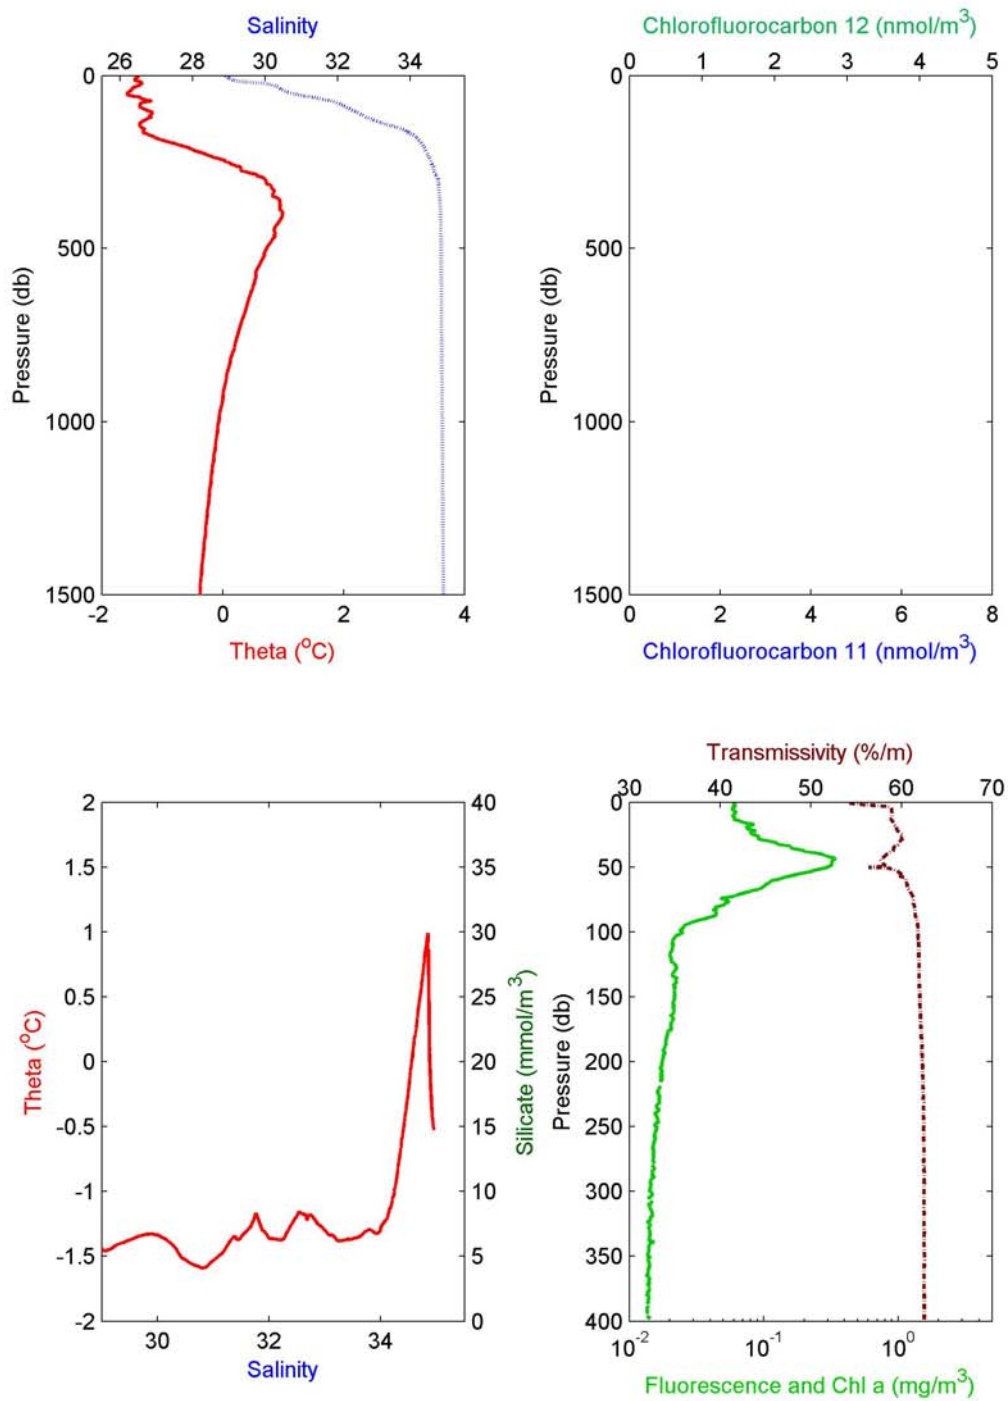 Salinity
26 28 30 32 34
0
500
1000
1500
Pressure (db)
-2 0 2 4
Theta (°C)
Chlorofluorocarbon 12 (nmol/m³)
0 1 2 3 4 5
0
500
1000
1500
Pressure (db)
0 2 4 6 8
Chlorofluorocarbon 11 (nmol/m³)
2
1.5
1
0.5
0
-0.5
-1
-1.5
-2
Theta (°C)
40
35
30
25
20
15
10
5
0
Silicate (mmol/m³)
30 32 34
Salinity
Transmissivity (%/m)
30 40 50 60 70
0
50
100
150
200
250
300
350
400
Pressure (db)
10⁻² 10⁻¹ 10⁰
Fluorescence and Chl a (mg/m³)